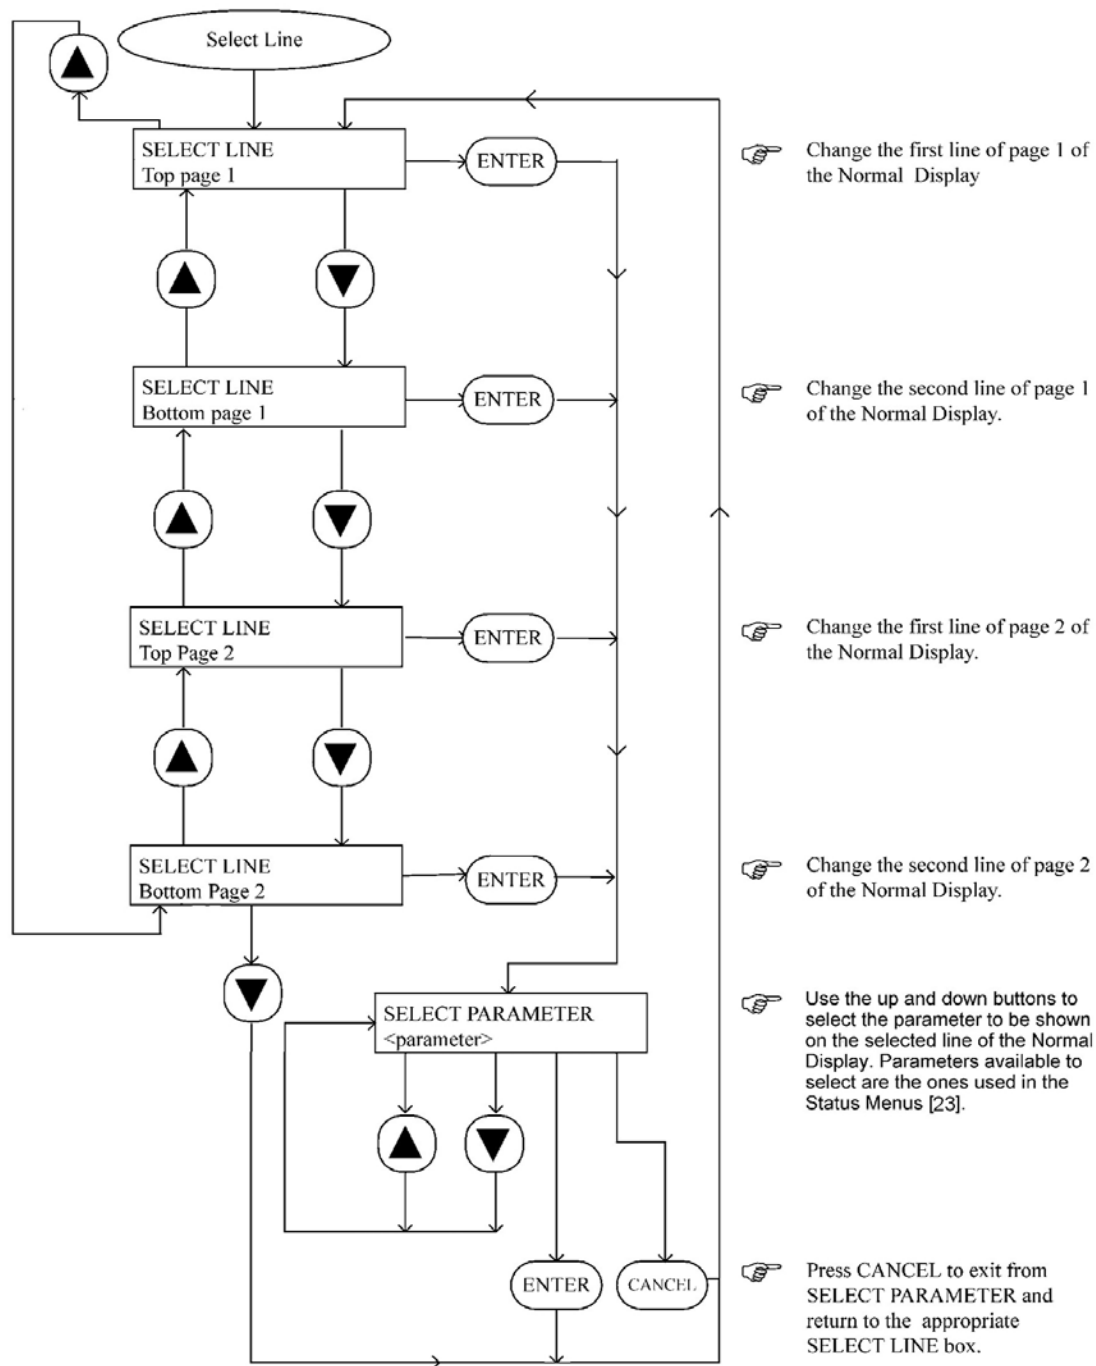 Select Line
SELECT LINE
Top page 1
ENTER
Change the first line of page 1 of
the Normal Display
SELECT LINE
Bottom page 1
ENTER
Change the second line of page 1
of the Normal Display.
SELECT LINE
Top Page 2
ENTER
Change the first line of page 2 of
the Normal Display.
SELECT LINE
Bottom Page 2
ENTER
Change the second line of page 2
of the Normal Display.
SELECT PARAMETER
<parameter>
Use the up and down buttons to
select the parameter to be shown
on the selected line of the Normal
Display. Parameters available to
select are the ones used in the
Status Menus [23].
ENTER
CANCEL
Press CANCEL to exit from
SELECT PARAMETER and
return to the appropriate
SELECT LINE box.